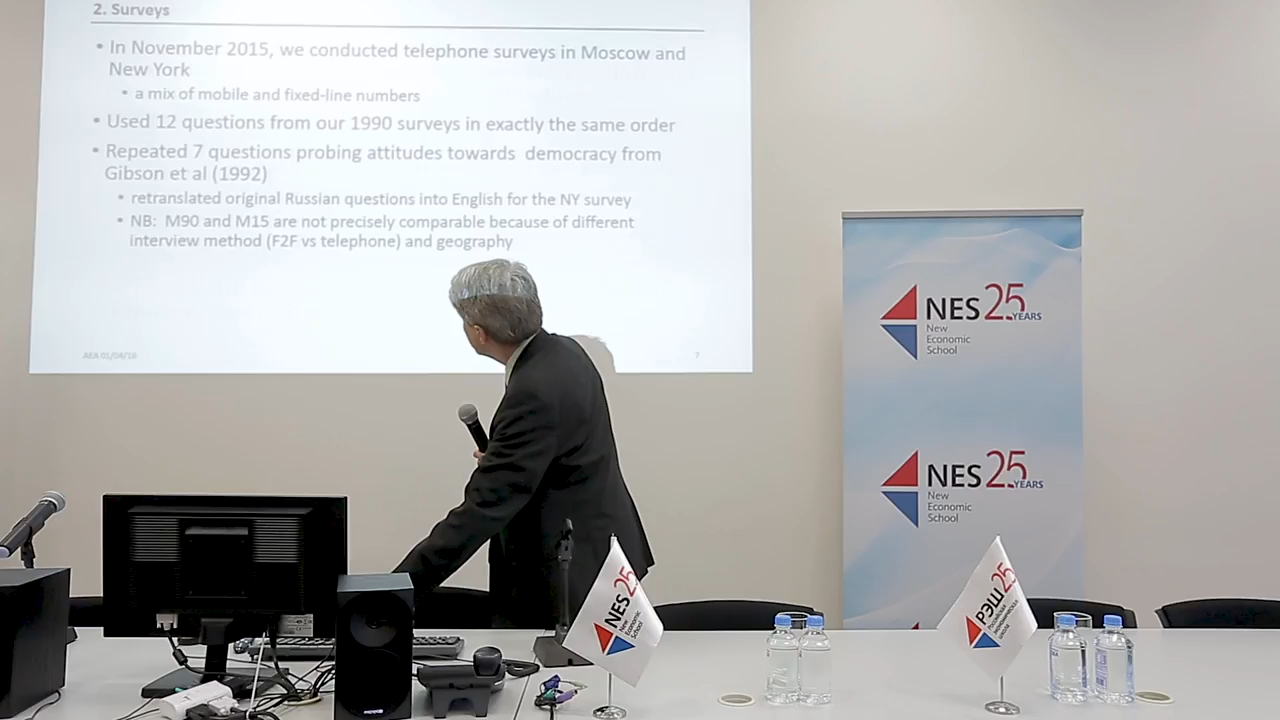 2. Surveys
• In November 2015, we conducted telephone surveys in Moscow and
New York
• a mix of mobile and fixed-line numbers
• Used 12 questions from our 1990 surveys in exactly the same order
• Repeated 7 questions probing attitudes towards democracy from
Gibson et al (1992)
• retranslated original Russian questions into English for the NY survey
• NB: M90 and M15 are not precisely comparable because of different
interview method (F2F vs telephone) and geography
AEA 01/04/16
7
NES 25
YEARS
New
Economic
School
NES 25
YEARS
New
Economic
School
NES 25
New
Economic
School
РЭШ 25